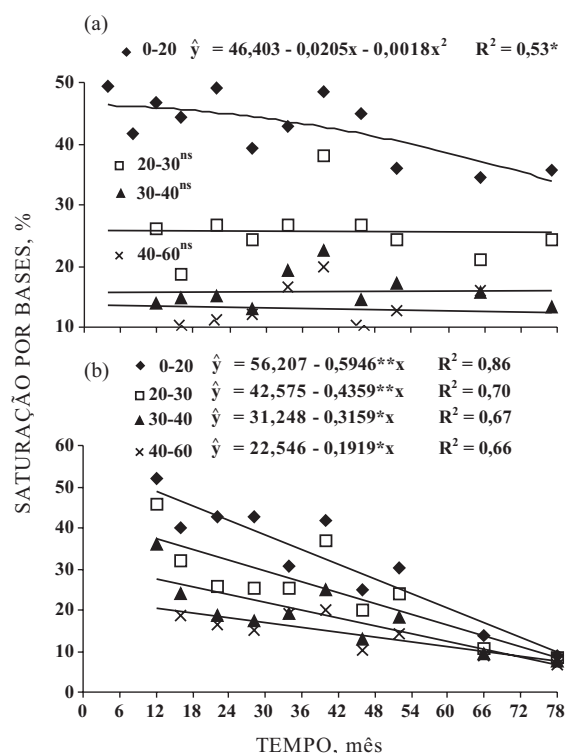 (a)
◆ 0-20 ŷ = 46,403 - 0,0205x - 0,0018x² R² = 0,53*
50
40
30
20
10
□ 20-30ⁿˢ
▲ 30-40ⁿˢ
× 40-60ⁿˢ
SATURAÇÃO POR BASES, %
(b)
◆ 0-20 ŷ = 56,207 - 0,5946**x R² = 0,86
□ 20-30 ŷ = 42,575 - 0,4359**x R² = 0,70
▲ 30-40 ŷ = 31,248 - 0,3159*x R² = 0,67
× 40-60 ŷ = 22,546 - 0,1919*x R² = 0,66
60
50
40
30
20
10
0
0 6 12 18 24 30 36 42 48 54 60 66 72 78
TEMPO, mês